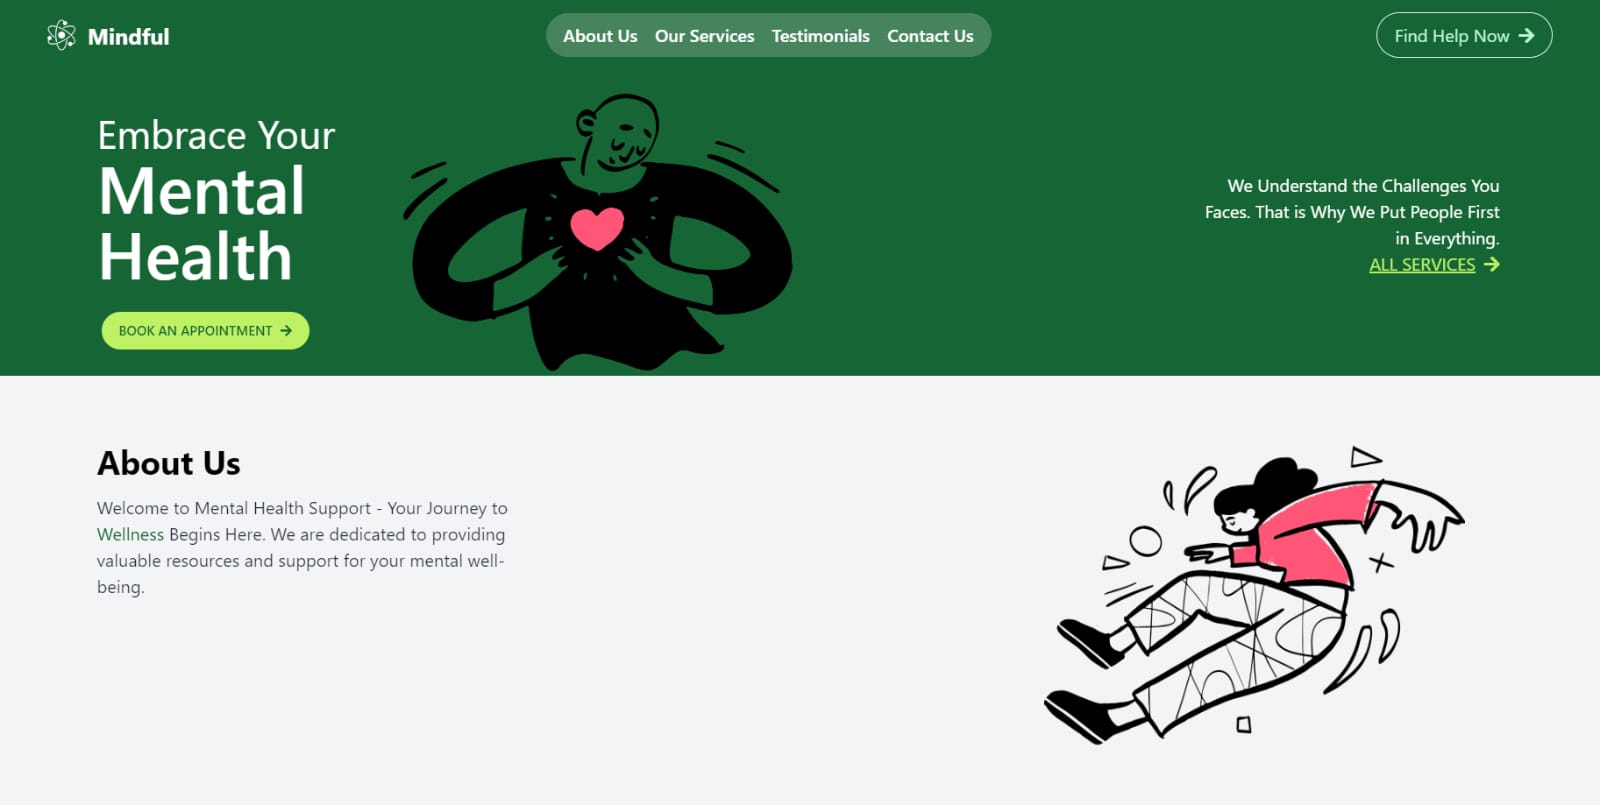 Mindful
About Us Our Services Testimonials Contact Us
Find Help Now
Embrace Your
Mental
Health
BOOK AN APPOINTMENT
We Understand the Challenges You
Faces. That is Why We Put People First
in Everything.
ALL SERVICES
About Us
Welcome to Mental Health Support - Your Journey to
Wellness Begins Here. We are dedicated to providing
valuable resources and support for your mental well-
being.